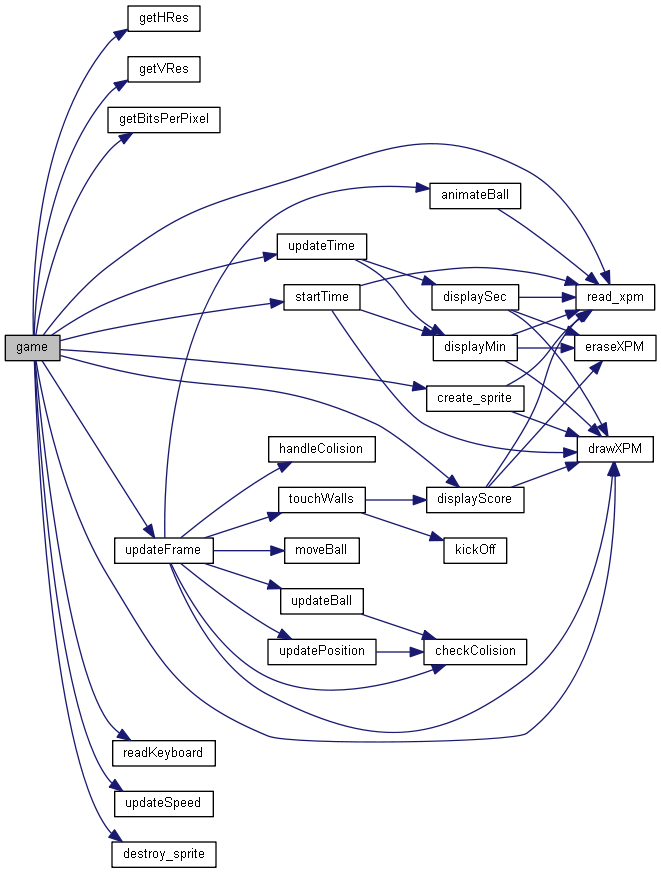 getHRes
getVRes
getBitsPerPixel
animateBall
updateTime
startTime
displaySec
read_xpm
game
displayMin
eraseXPM
create_sprite
handleColision
drawXPM
touchWalls
displayScore
updateFrame
moveBall
kickOff
updateBall
updatePosition
checkColision
readKeyboard
updateSpeed
destroy_sprite